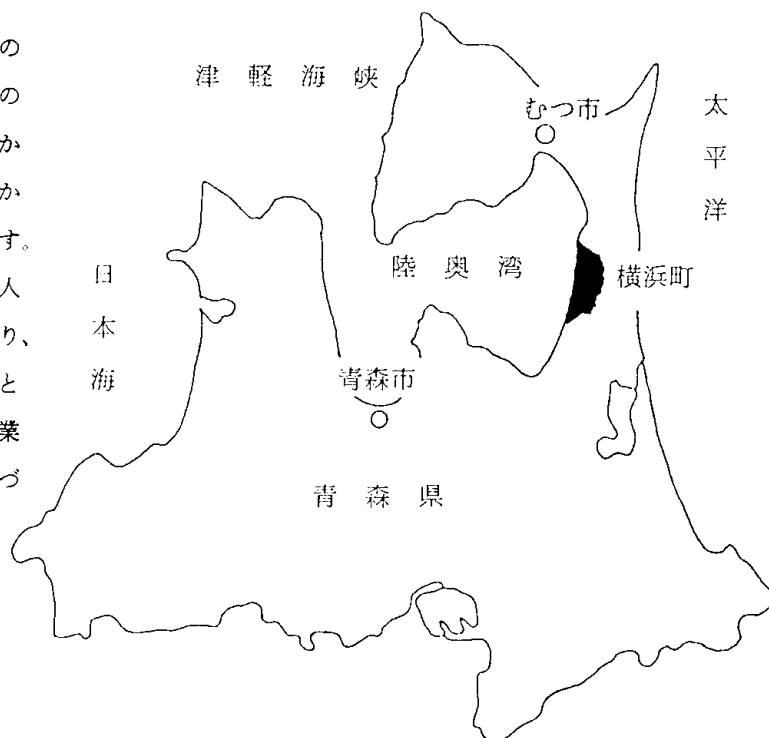 の
の
か
か
す。
人
り、
と
業
づ
津軽海峡
むつ市
太平洋
陸奥湾
横浜町
日本海
青森市
青森県